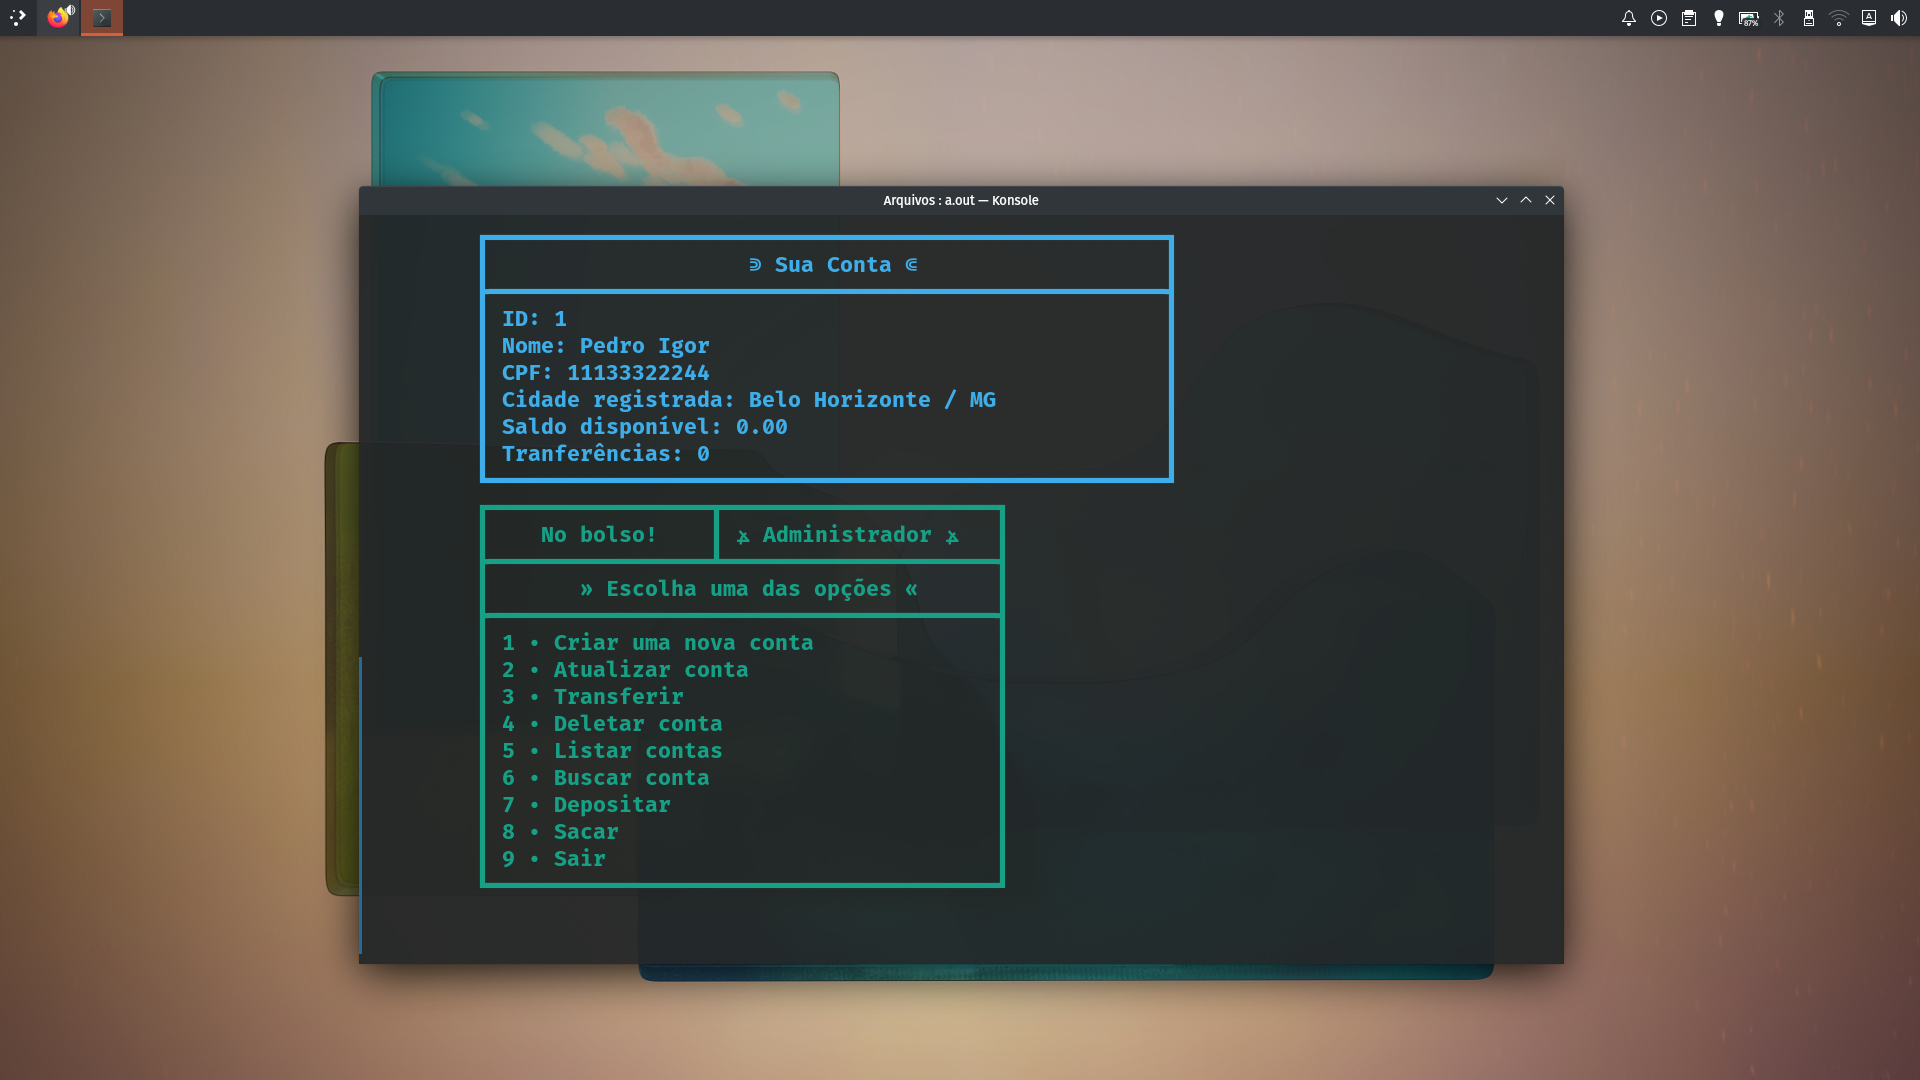 87%
Arquivos : a.out — Konsole
⋑ Sua Conta ⋐
ID: 1
Nome: Pedro Igor
CPF: 11133322244
Cidade registrada: Belo Horizonte / MG
Saldo disponível: 0.00
Tranferências: 0
No bolso!
Administrador
» Escolha uma das opções «
1 • Criar uma nova conta
2 • Atualizar conta
3 • Transferir
4 • Deletar conta
5 • Listar contas
6 • Buscar conta
7 • Depositar
8 • Sacar
9 • Sair